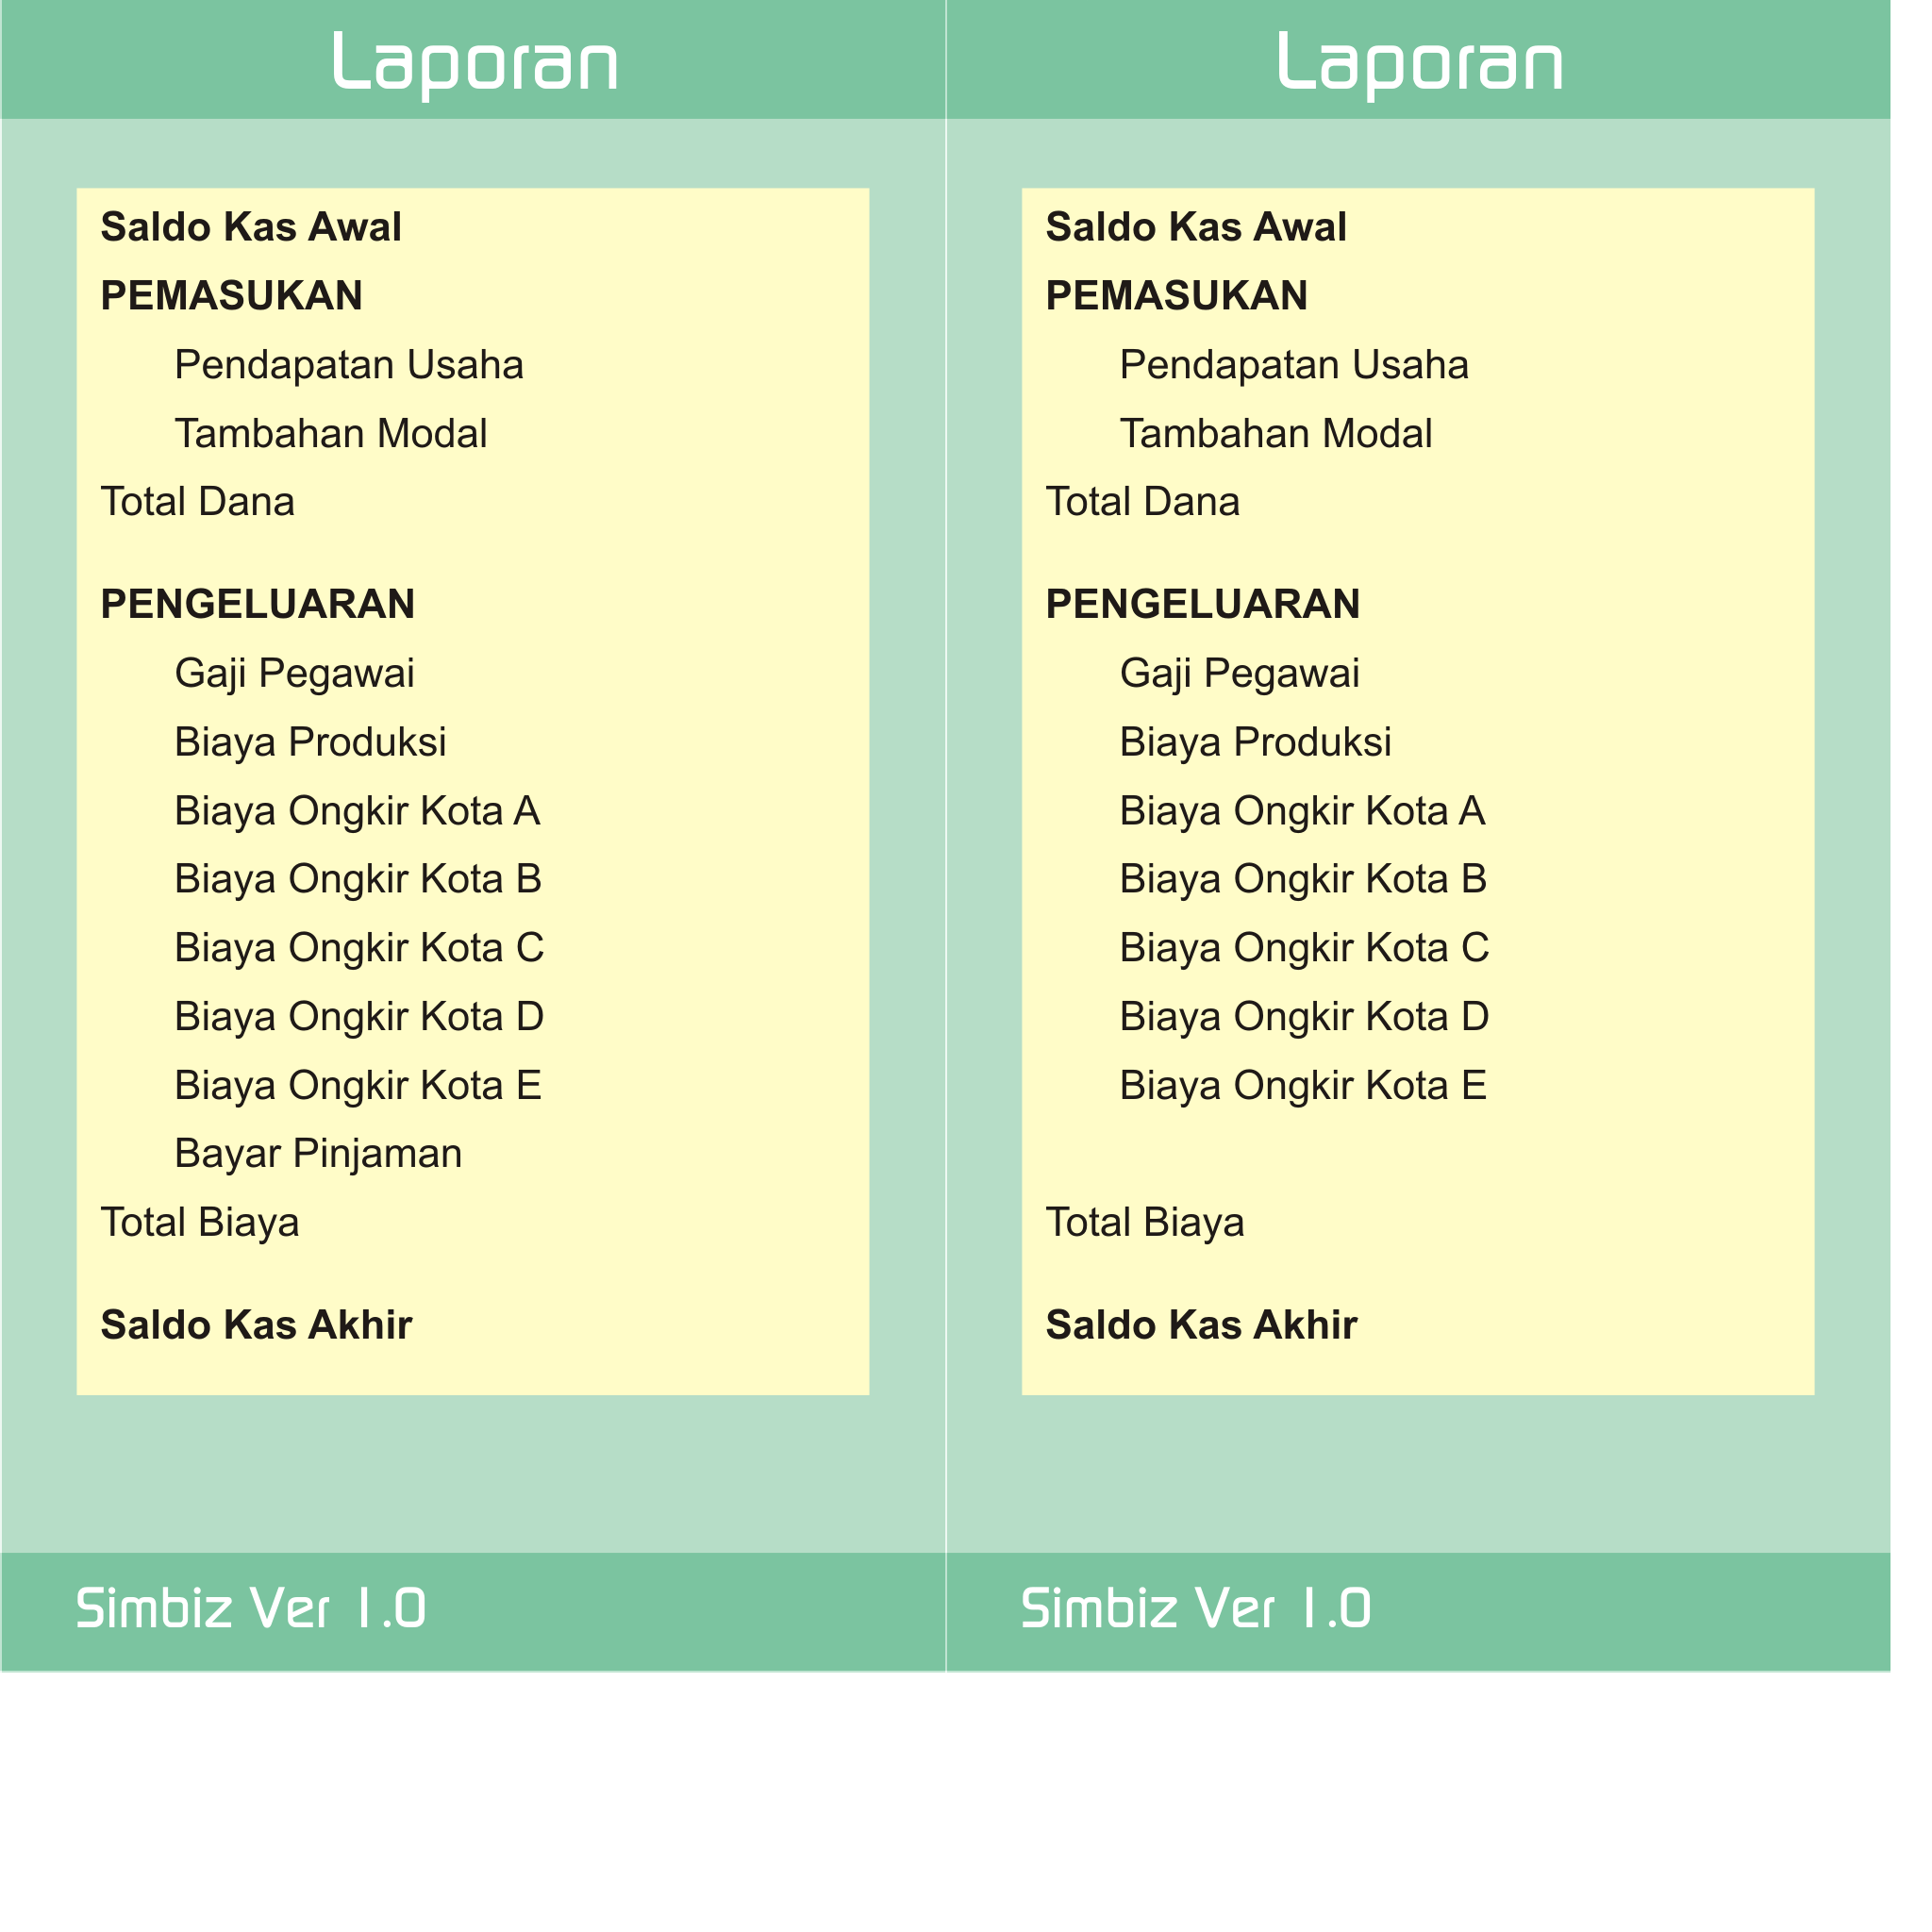 Laporan
Saldo Kas Awal
PEMASUKAN
Pendapatan Usaha
Tambahan Modal
Total Dana
PENGELUARAN
Gaji Pegawai
Biaya Produksi
Biaya Ongkir Kota A
Biaya Ongkir Kota B
Biaya Ongkir Kota C
Biaya Ongkir Kota D
Biaya Ongkir Kota E
Bayar Pinjaman
Total Biaya
Saldo Kas Akhir
Simbiz Ver 1.0
Laporan
Saldo Kas Awal
PEMASUKAN
Pendapatan Usaha
Tambahan Modal
Total Dana
PENGELUARAN
Gaji Pegawai
Biaya Produksi
Biaya Ongkir Kota A
Biaya Ongkir Kota B
Biaya Ongkir Kota C
Biaya Ongkir Kota D
Biaya Ongkir Kota E
Total Biaya
Saldo Kas Akhir
Simbiz Ver 1.0